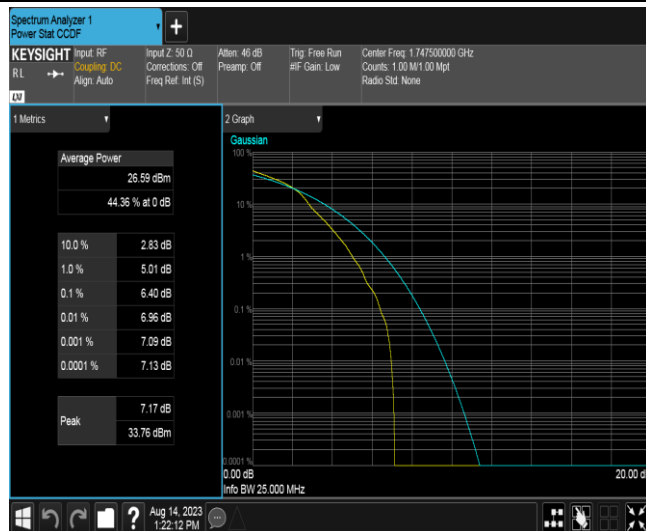 Spectrum Analyzer 1
Power Stat CCDF
KEYSIGHT
RL
Input: RF
Coupling: DC
Align: Auto
Input Z: 50 Ω
Corrections: Off
Freq Ref: Int (S)
Atten: 46 dB
Preamp: Off
Trig: Free Run
#IF Gain: Low
Center Freq: 1.747500000 GHz
Counts: 1.00 M/1.00 Mpt
Radio Std: None
1 Metrics
Average Power
26.59 dBm
44.36 % at 0 dB
10.0 % 2.83 dB
1.0 % 5.01 dB
0.1 % 6.40 dB
0.01 % 6.96 dB
0.001 % 7.09 dB
0.0001 % 7.13 dB
Peak
7.17 dB
33.76 dBm
2 Graph
Gaussian
100 %
10 %
1 %
0.1 %
0.01 %
0.001 %
0.0001 %
0.00 dB
20.00 d
Info BW 25.000 MHz
?
Aug 14, 2023
1:22:12 PM